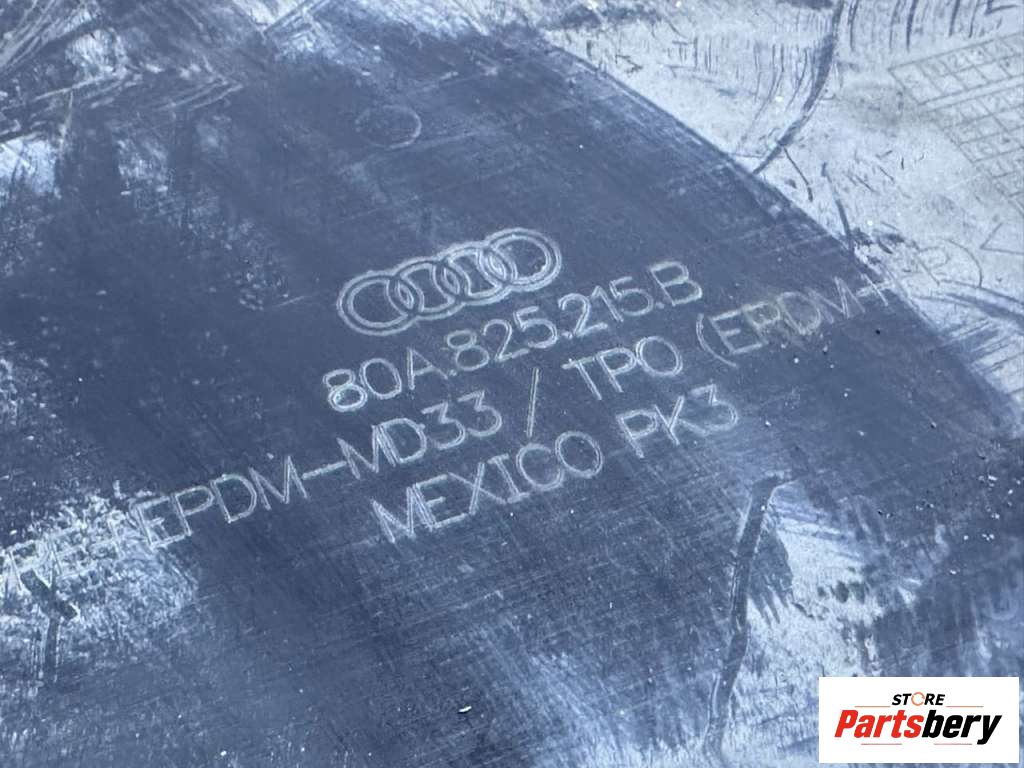 80A.825.215.B
EPDM-MD33 / TPO (EPDM+
MEXICO PK3
STORE
Partsbery